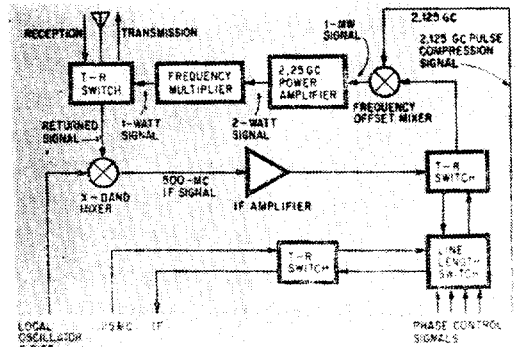 RECEPTION
TRANSMISSION
1-MW
SIGNAL
2,125 GC
2,125 GC PULSE
COMPRESSION
SIGNAL
T-R
SWITCH
FREQUENCY
MULTIPLIER
2,25 GC
POWER
AMPLIFIER
FREQUENCY
OFFSET MIXER
RETURNED
SIGNAL
1-WATT
SIGNAL
2-WATT
SIGNAL
X-BAND
MIXER
500-MC
IF SIGNAL
IF AMPLIFIER
T-R
SWITCH
T-R
SWITCH
LINE
LENGTH
SWITCH
LOCAL
OSCILLATOR
IF
PHASE CONTROL
SIGNALS